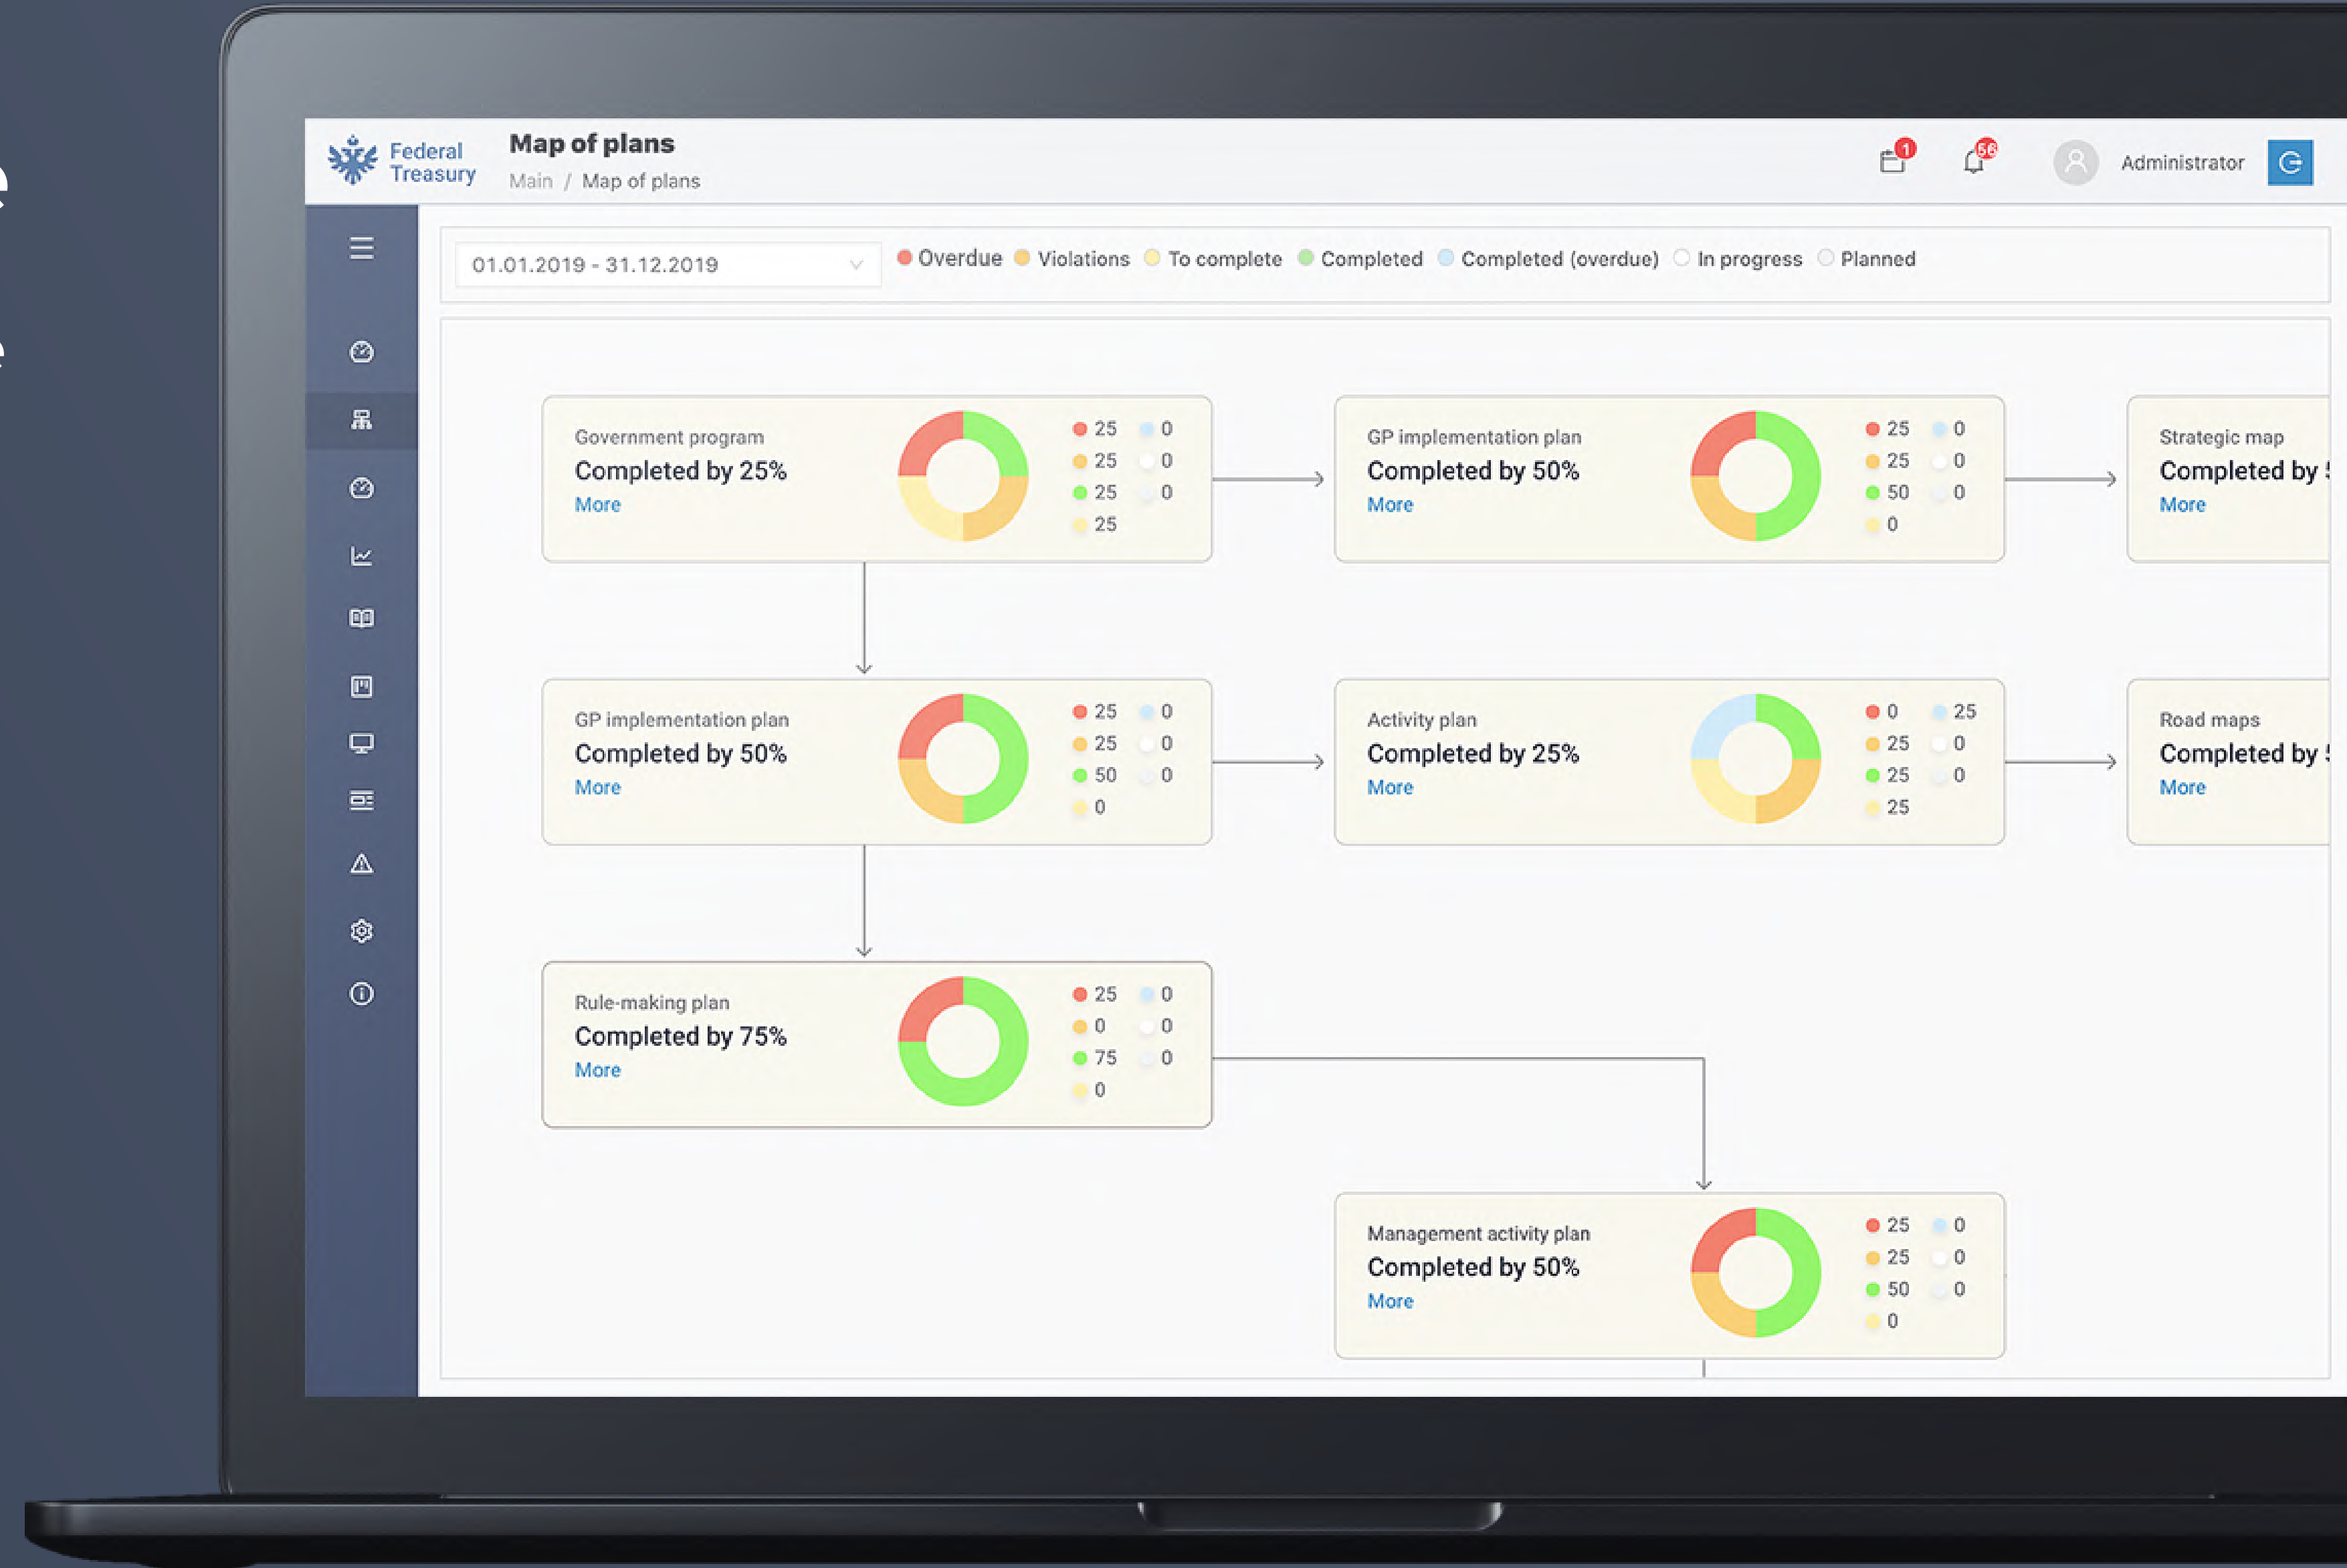 e
e
Federal
Treasury
Map of plans
Main / Map of plans
1
56
Administrator
01.01.2019 - 31.12.2019
Overdue Violations To complete Completed Completed (overdue) In progress Planned
Government program
Completed by 25%
More
25 0
25 0
25 0
25
GP implementation plan
Completed by 50%
More
25 0
25 0
50 0
0
Strategic map
Completed by
More
GP implementation plan
Completed by 50%
More
25 0
25 0
50 0
0
Activity plan
Completed by 25%
More
0 25
25 0
25 0
25
Road maps
Completed by
More
Rule-making plan
Completed by 75%
More
25 0
0 0
75 0
0
Management activity plan
Completed by 50%
More
25 0
25 0
50 0
0